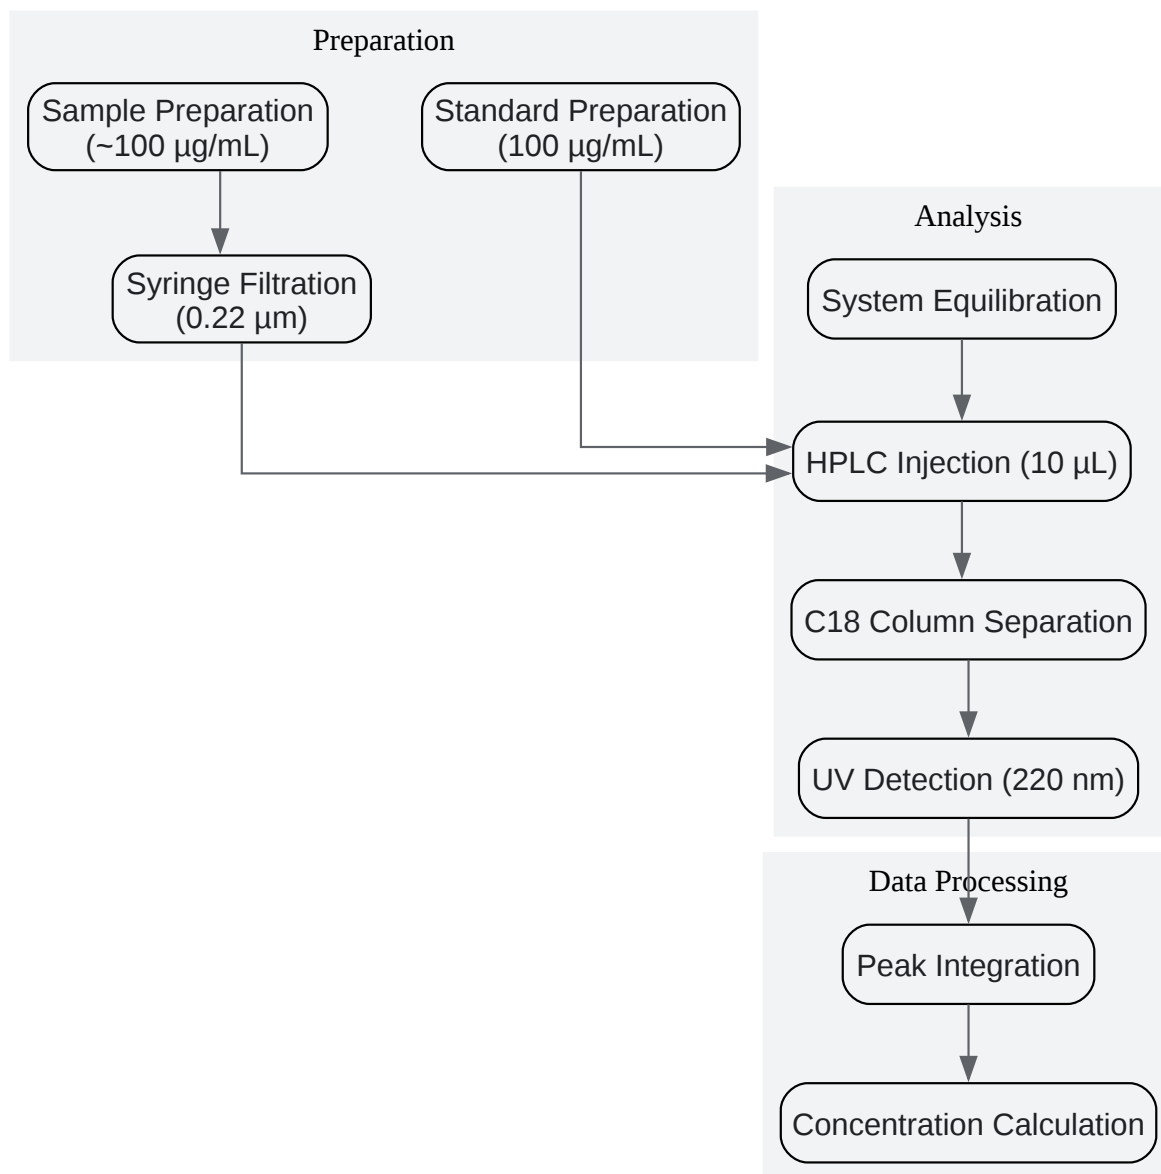 Preparation
Sample Preparation
(~100 µg/mL)
Standard Preparation
(100 µg/mL)
Syringe Filtration
(0.22 µm)
Analysis
System Equilibration
HPLC Injection (10 µL)
C18 Column Separation
UV Detection (220 nm)
Data Processing
Peak Integration
Concentration Calculation